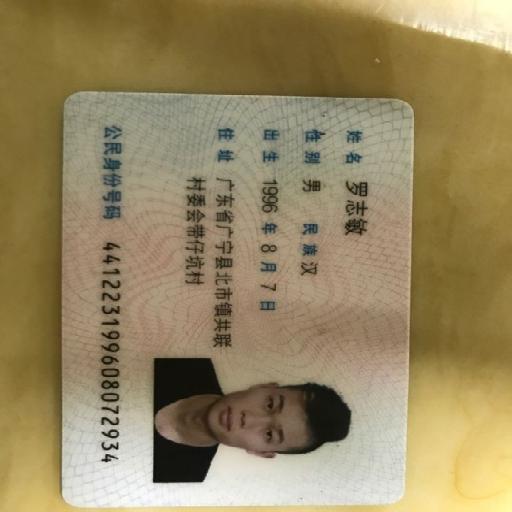 姓名 罗志敏
性别 男 民族 汉
出生 1996 年 8 月 7 日
住址 广东省广宁县北市镇共联
村委会带仔坑村
公民身份号码 441223199608072934